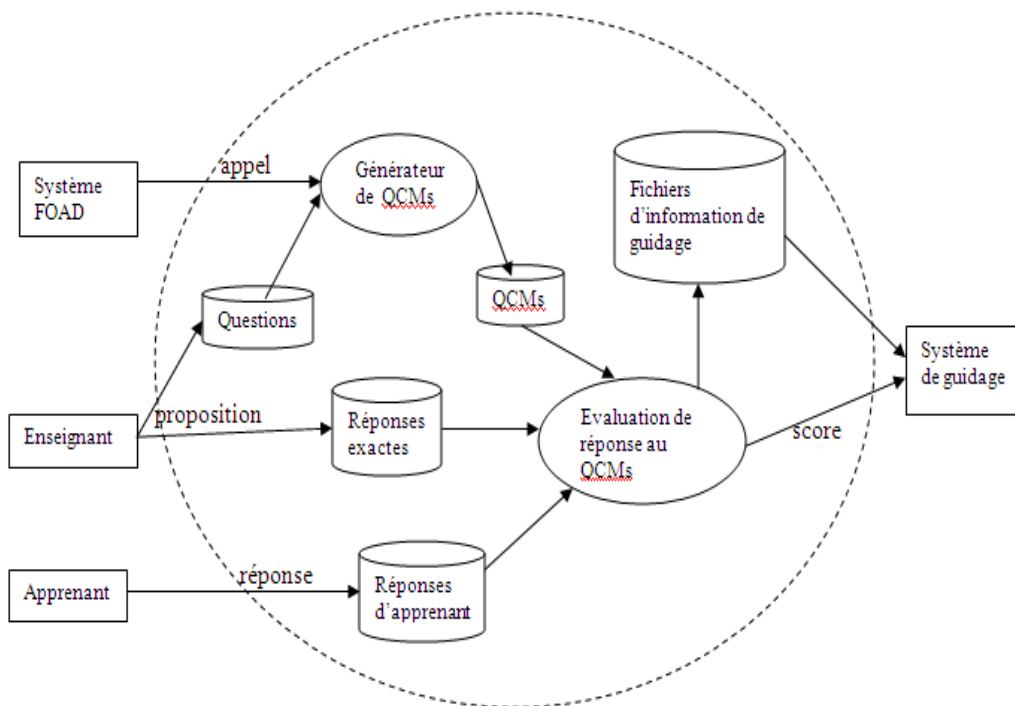 appel
Système
FOAD
Générateur
de QCMs
Fichiers
d'information de
guidage
QCMs
Questions
Système
de guidage
Enseignant
proposition
Réponses
exactes
Evaluation de
réponse au
QCMs
score
Apprenant
réponse
Réponses
d'apprenant